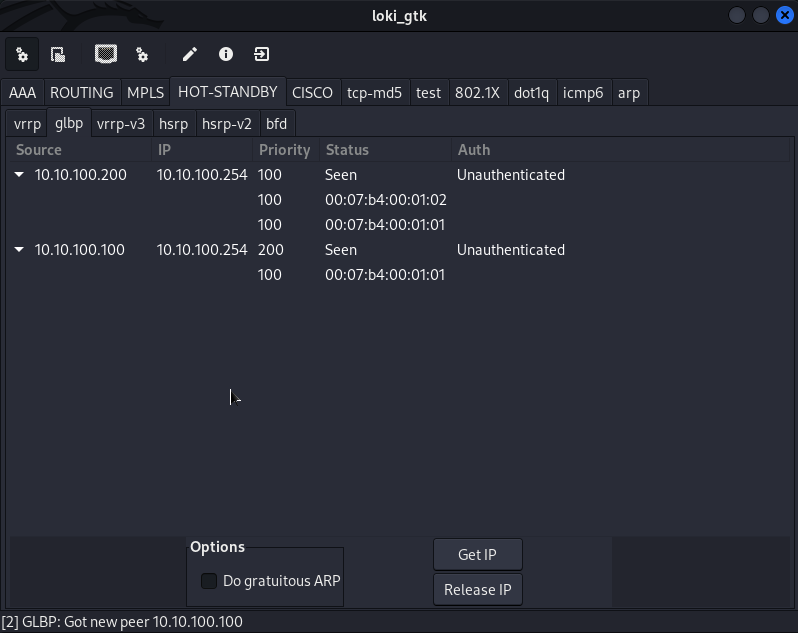 loki_gtk
AAA ROUTING MPLS HOT-STANDBY CISCO tcp-md5 test 802.1X dot1q icmp6 arp
vrrp glbp vrrp-v3 hsrp hsrp-v2 bfd
Source IP Priority Status Auth
10.10.100.200 10.10.100.254 100 Seen Unauthenticated
100 00:07:b4:00:01:02
100 00:07:b4:00:01:01
10.10.100.100 10.10.100.254 200 Seen Unauthenticated
100 00:07:b4:00:01:01
Options
Do gratuitous ARP
Get IP
Release IP
[2] GLBP: Got new peer 10.10.100.100